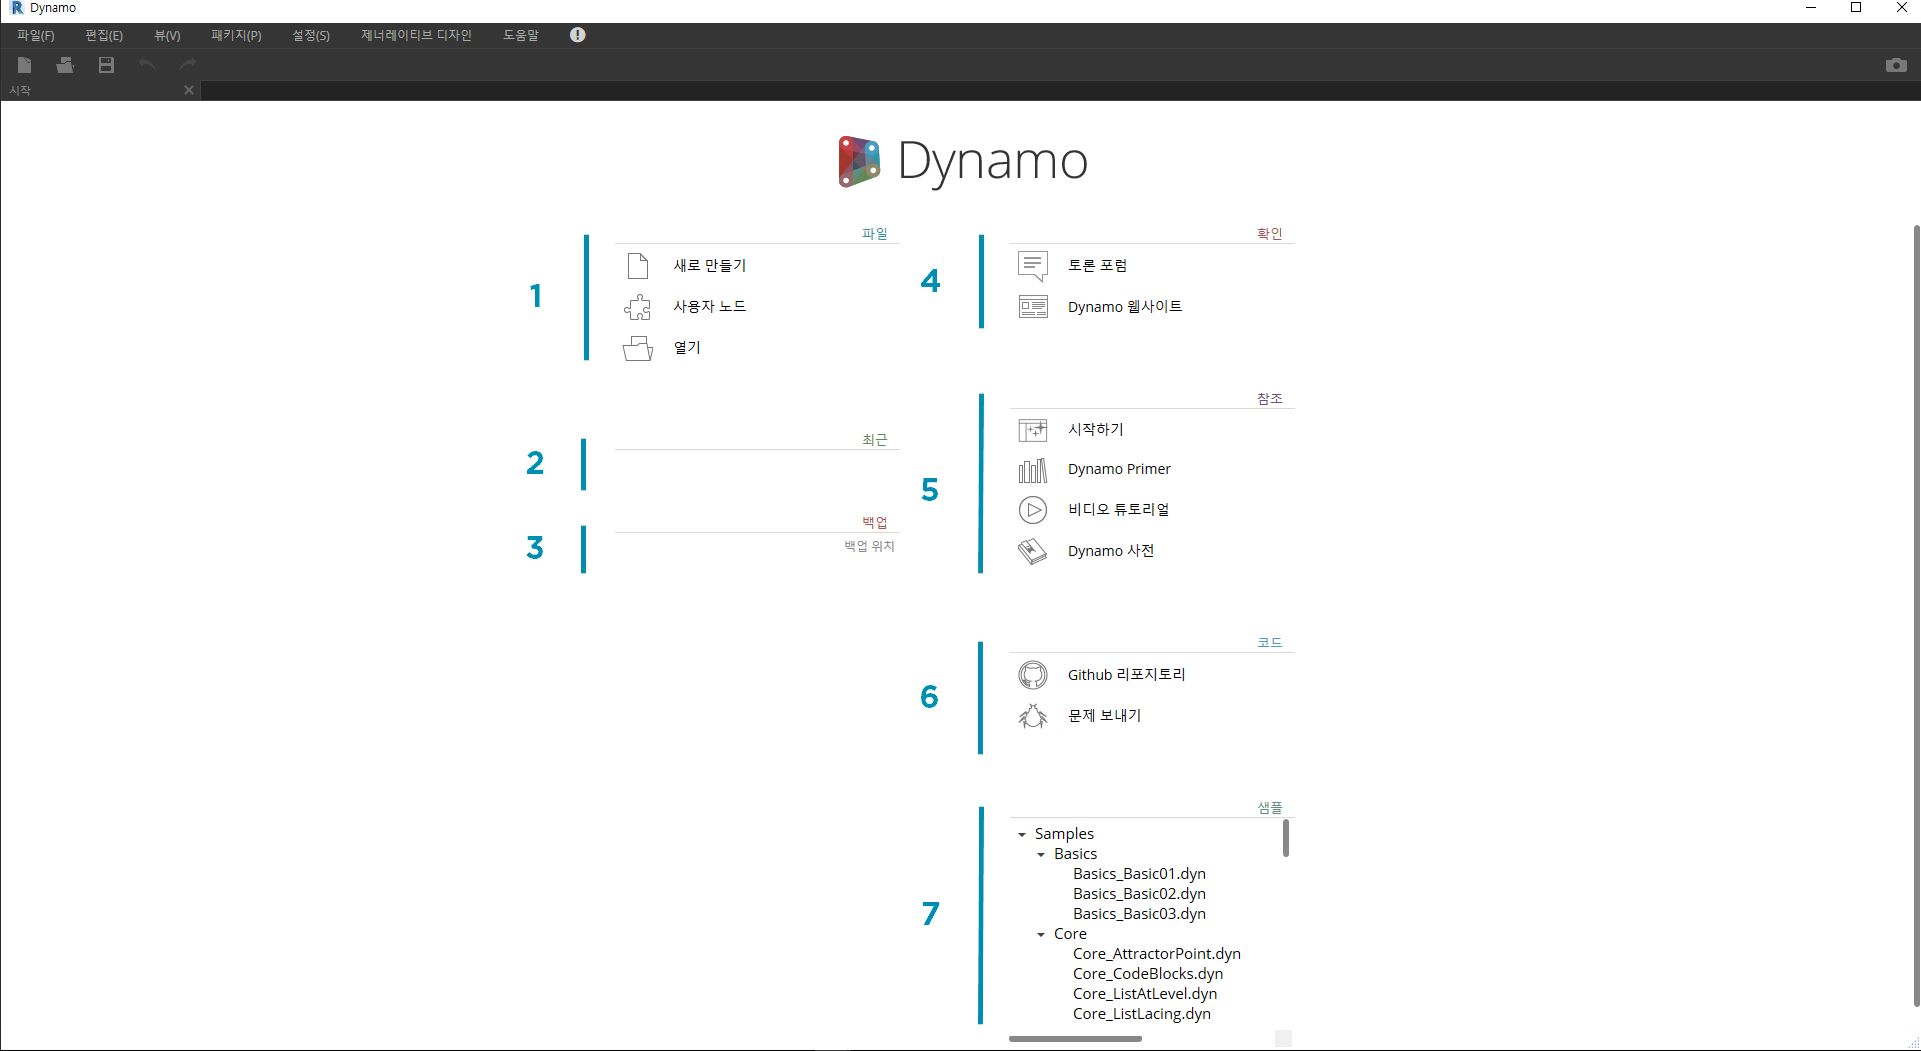 Dynamo
파일(F) 편집(E) 뷰(V) 패키지(P) 설정(S) 제너레이티브 디자인 도움말
시작
Dynamo
1
파일
새로 만들기
사용자 노드
열기
2
최근
3
백업
백업 위치
4
확인
토론 포럼
Dynamo 웹사이트
5
참조
시작하기
Dynamo Primer
비디오 튜토리얼
Dynamo 사전
6
코드
Github 리포지토리
문제 보내기
7
샘플
Samples
Basics
Basics_Basic01.dyn
Basics_Basic02.dyn
Basics_Basic03.dyn
Core
Core_AttractorPoint.dyn
Core_CodeBlocks.dyn
Core_ListAtLevel.dyn
Core_ListLacing.dyn